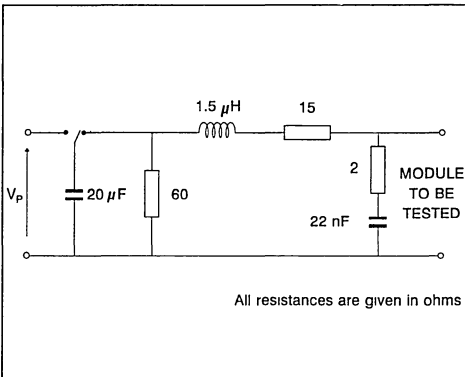 1.5 μH
15
V_P
20 μF
60
2
22 nF
MODULE
TO BE
TESTED
All resistances are given in ohms